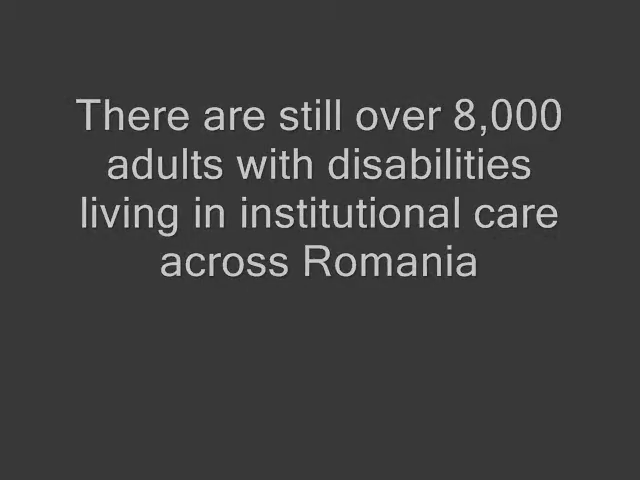 There are still over 8,000
adults with disabilities
living in institutional care
across Romania